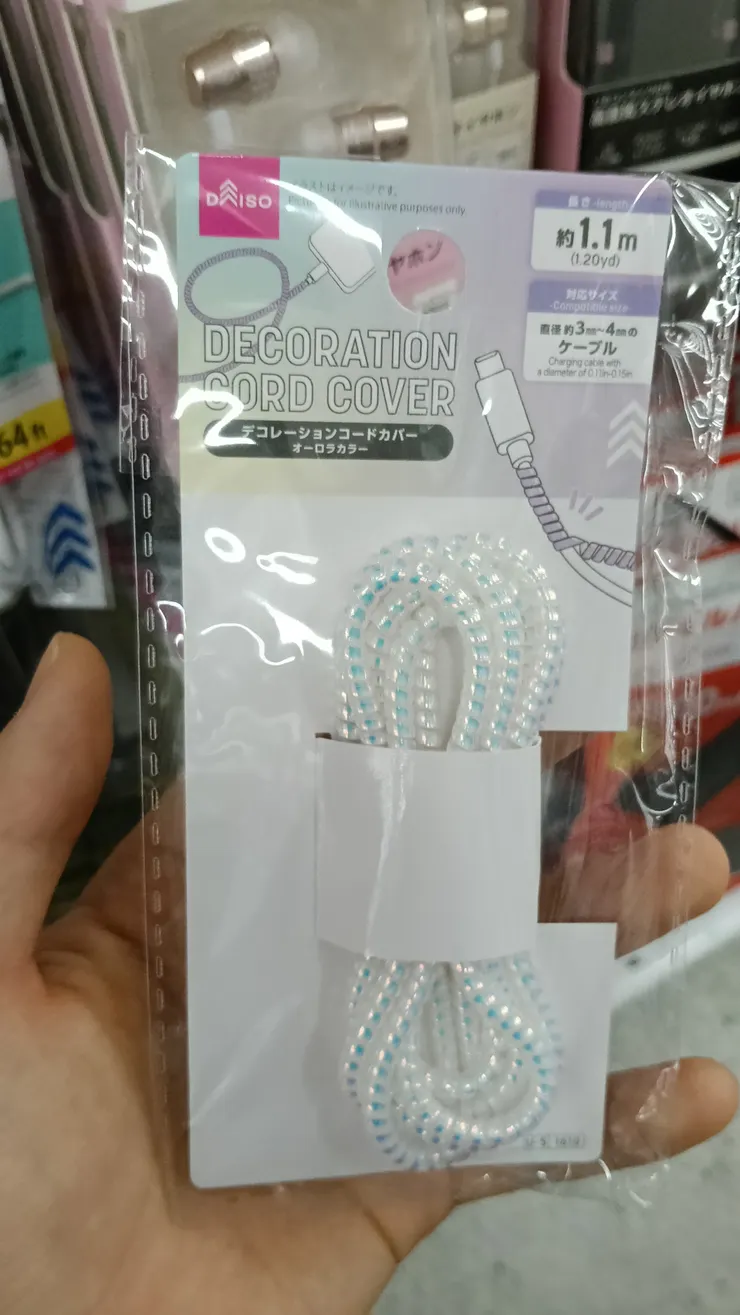 DAISO
イラストはイメージです。
for illustrative purposes only
長さ -length-
約1.1m
(1.20yd)
ヤホン
対応サイズ
-Compatible size-
直径 約3mm~4mmの
ケーブル
Charging cable with
a diameter of 0.11in-0.15in
DECORATION
CORD COVER
デコレーションコードカバー
オーロラカラー
64